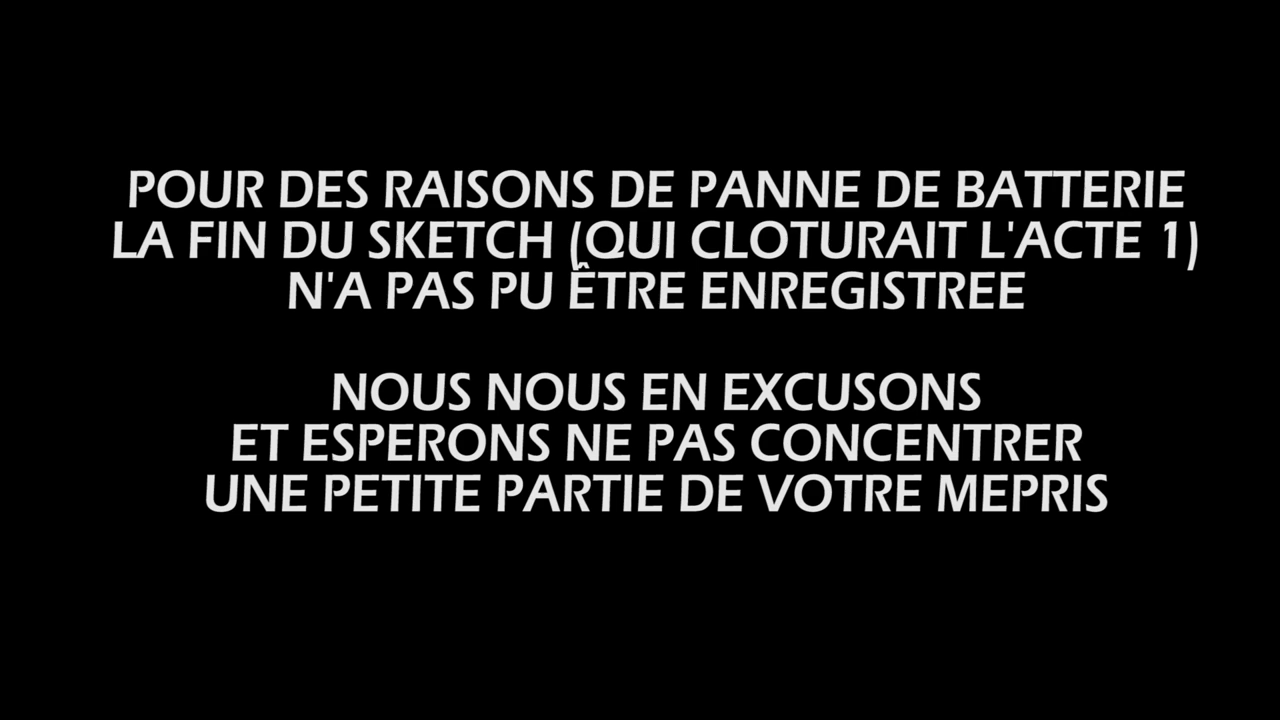 POUR DES RAISONS DE PANNE DE BATTERIE
LA FIN DU SKETCH (QUI CLOTURAIT L'ACTE 1)
N'A PAS PU ÊTRE ENREGISTREE
NOUS NOUS EN EXCUSONS
ET ESPERONS NE PAS CONCENTRER
UNE PETITE PARTIE DE VOTRE MEPRIS